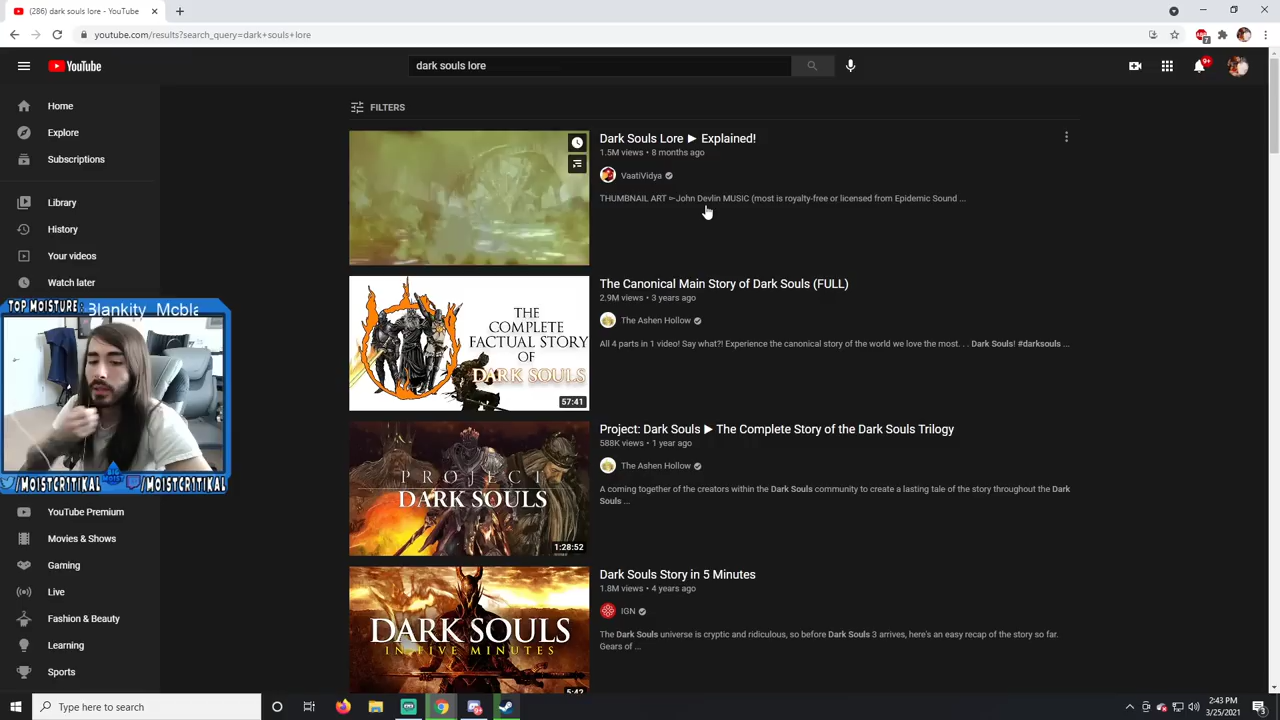 (286) dark souls lore
youtube.com/results?search_query=dark+souls+lore
7
YouTube
dark souls lore
9+
Home
Explore
Subscriptions
Library
History
Your videos
Watch later
YouTube Premium
Movies & Shows
Gaming
Live
Fashion & Beauty
Learning
Sports
TOP MOISTURE: Blankity_Mcbla
/MOISTCRITIKAL /MOISTCRITIKAL
FILTERS
Dark Souls Lore ► Explained!
1.5M views • 8 months ago
VaatiVidya
THUMBNAIL ART ➳John Devlin MUSIC (most is royalty-free or licensed from Epidemic Sound ...
THE
COMPLETE
FACTUAL STORY
OF
DARK SOULS
57:41
The Canonical Main Story of Dark Souls (FULL)
2.9M views • 3 years ago
The Ashen Hollow
All 4 parts in 1 video! Say what?! Experience the canonical story of the world we love the most. . . Dark Souls! #darksouls ...
PROJECT
DARK SOULS
1:28:52
Project: Dark Souls ► The Complete Story of the Dark Souls Trilogy
588K views • 1 year ago
The Ashen Hollow
A coming together of the creators within the Dark Souls community to create a lasting tale of the story throughout the Dark
Souls ...
DARK SOULS
IN FIVE MINUTES
5:42
Dark Souls Story in 5 Minutes
1.8M views • 4 years ago
IGN
The Dark Souls universe is cryptic and ridiculous, so before Dark Souls 3 arrives, here's an easy recap of the story so far.
Gears of ...
Type here to search
2:43 PM
3/25/2021
3